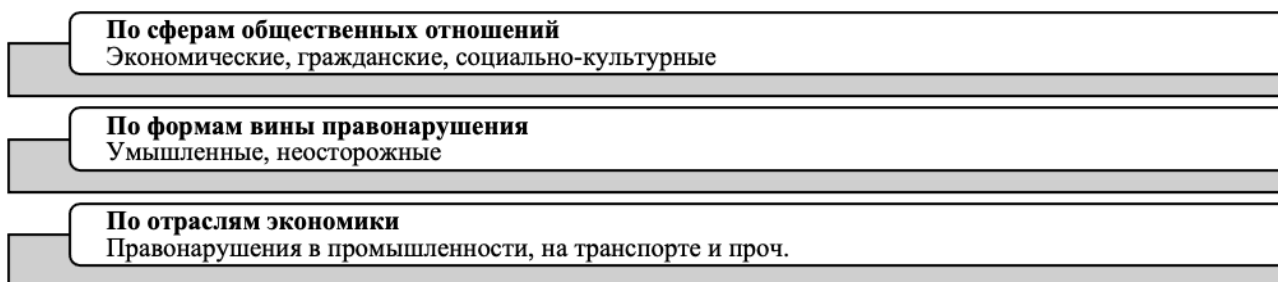 По сферам общественных отношений
Экономические, гражданские, социально-культурные
По формам вины правонарушения
Умышленные, неосторожные
По отраслям экономики
Правонарушения в промышленности, на транспорте и проч.